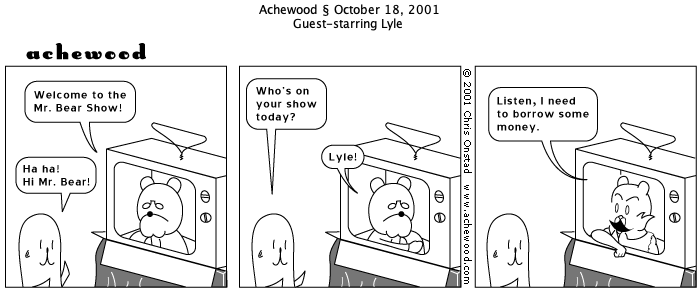 Achewood § October 18, 2001
Guest-starring Lyle
achewood
Welcome to the
Mr. Bear Show!
Ha ha!
Hi Mr. Bear!
Who's on
your show
today?
Lyle!
© 2001 Chris Onstad www.achewood.com
Listen, I need
to borrow some
money.